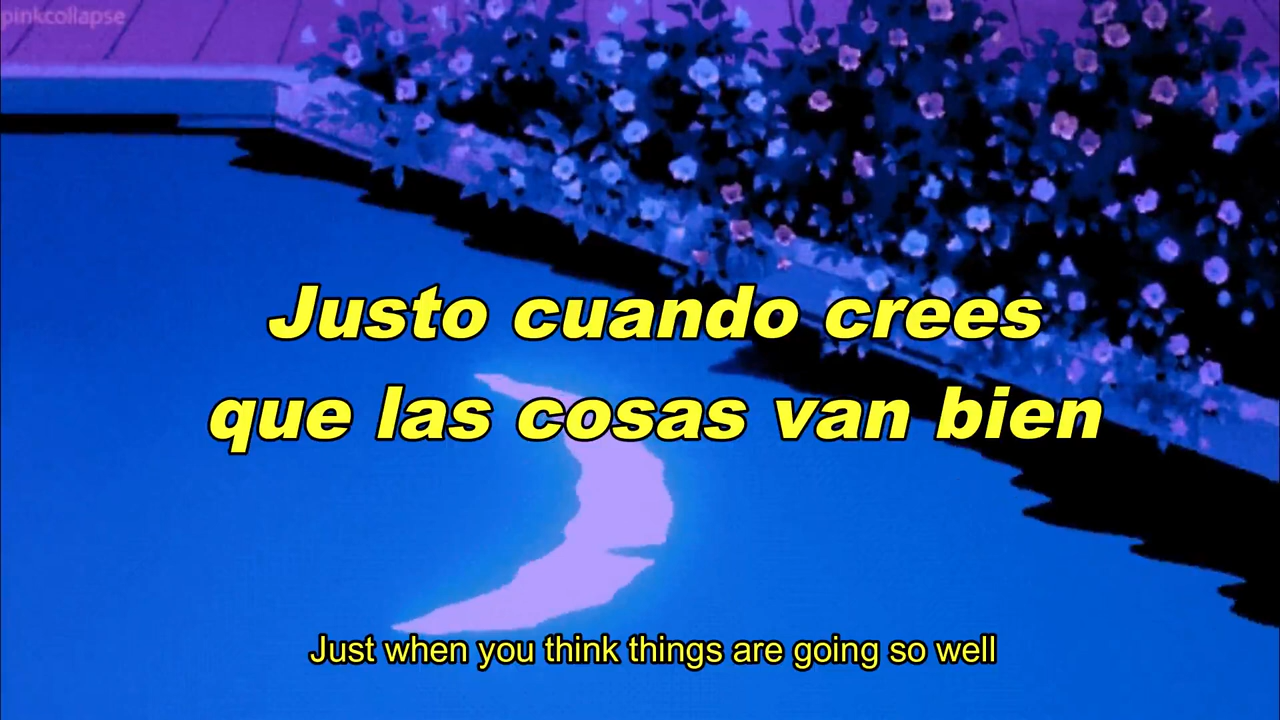 pinkcollapse
Justo cuando crees
que las cosas van bien
Just when you think things are going so well